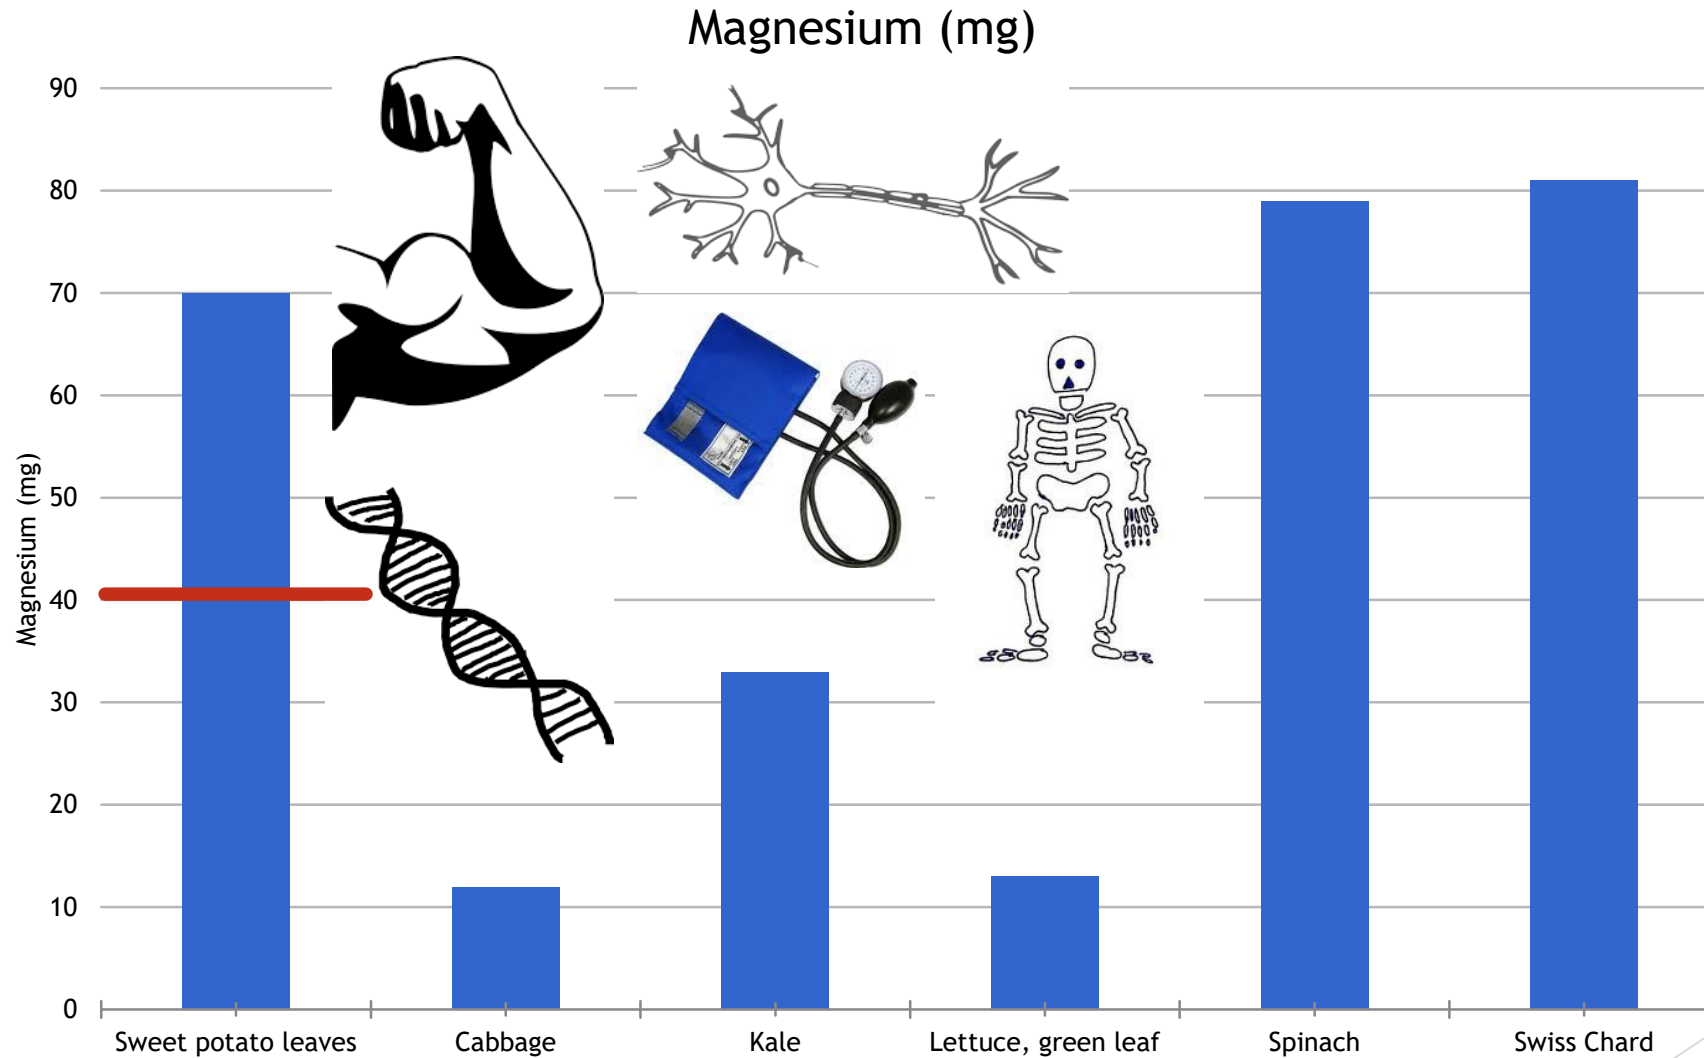 Magnesium (mg)
90
80
70
60
50
40
30
20
10
0
Magnesium (mg)
Sweet potato leaves
Cabbage
Kale
Lettuce, green leaf
Spinach
Swiss Chard